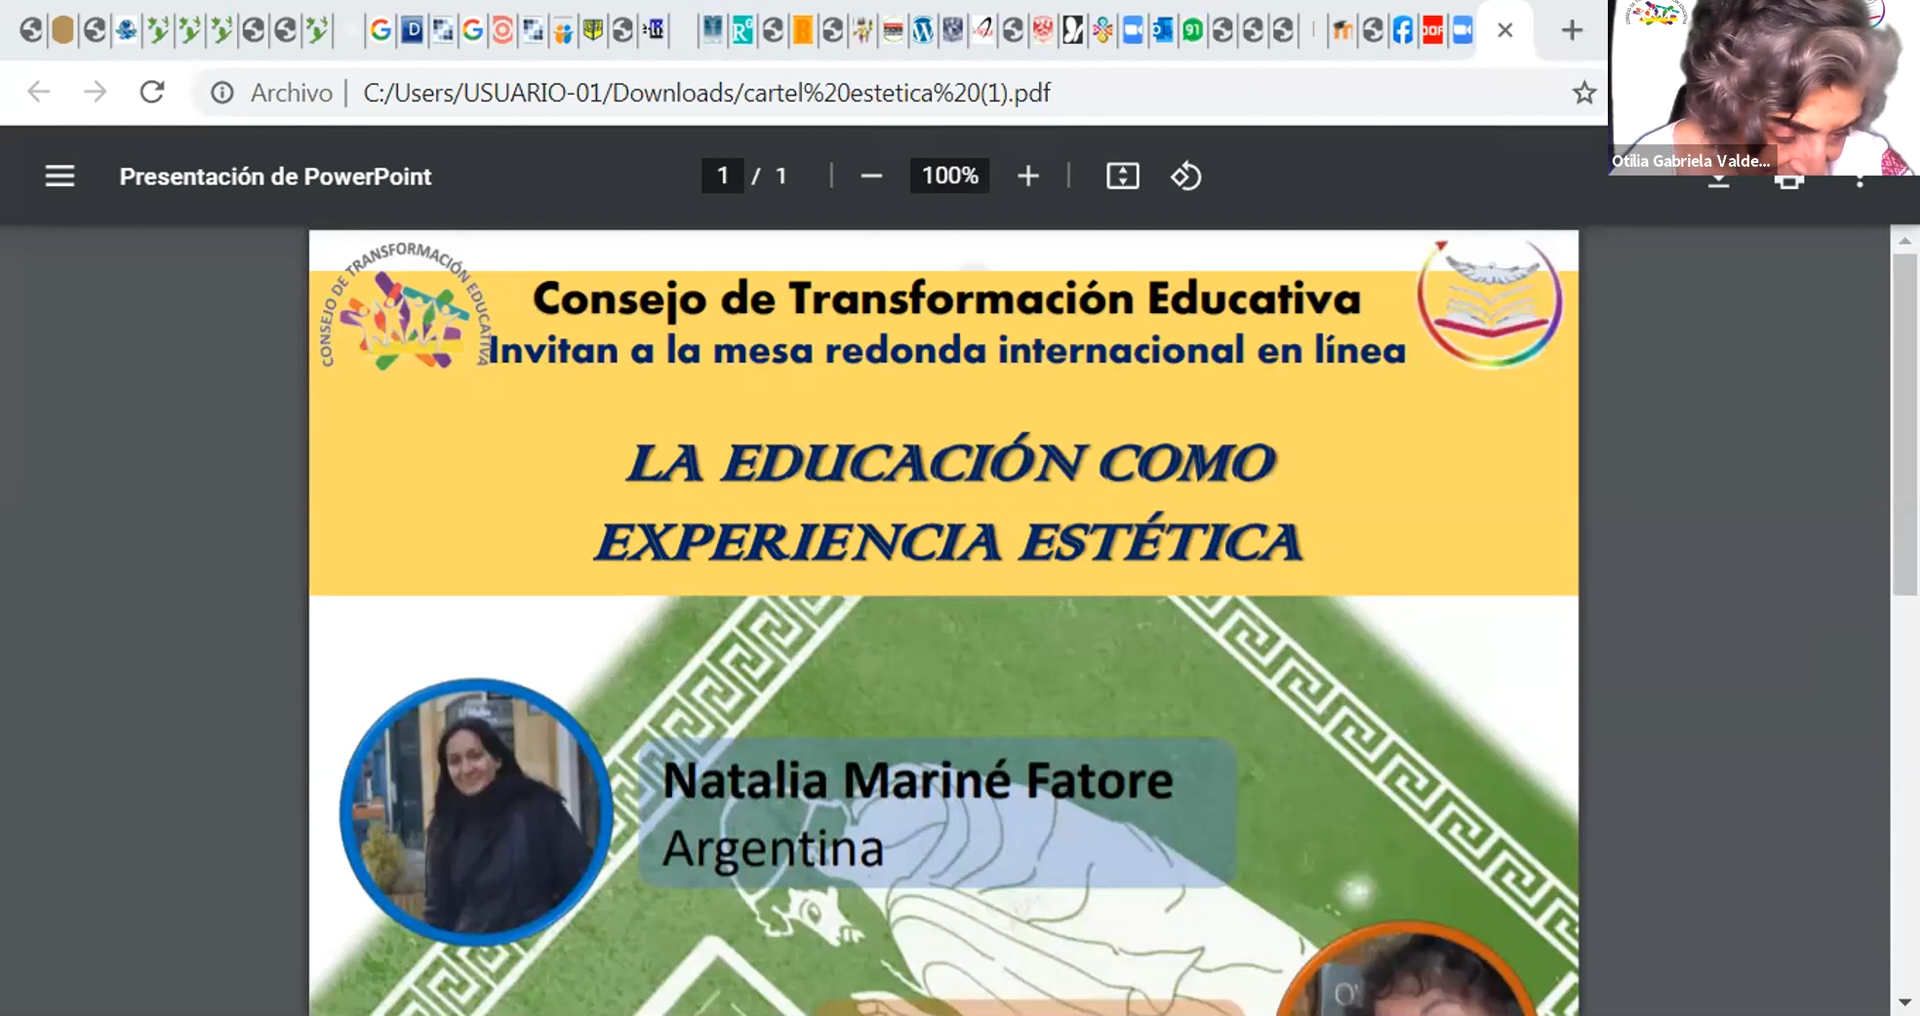 Archivo | C:/Users/USUARIO-01/Downloads/cartel%20estetica%20(1).pdf
Otilia Gabriela Valde...
Presentación de PowerPoint
1 / 1
100%
CONSEJO DE TRANSFORMACIÓN EDUCATIVA
Consejo de Transformación Educativa
Invitan a la mesa redonda internacional en línea
LA EDUCACIÓN COMO
EXPERIENCIA ESTÉTICA
Natalia Mariné Fatore
Argentina